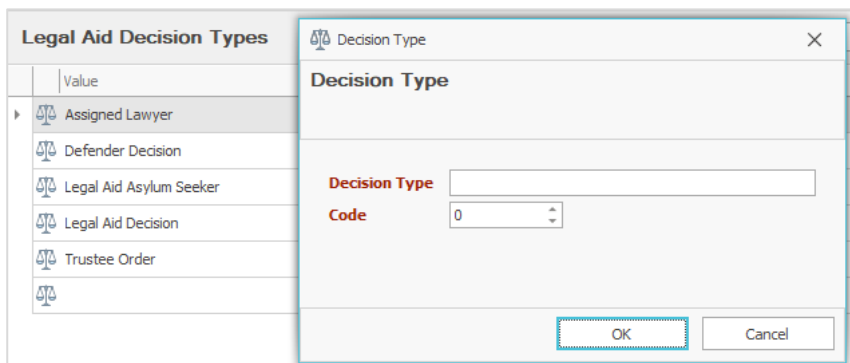 Legal Aid Decision Types
Value
Assigned Lawyer
Defender Decision
Legal Aid Asylum Seeker
Legal Aid Decision
Trustee Order
Decision Type
Decision Type
Decision Type
Code 0
OK Cancel